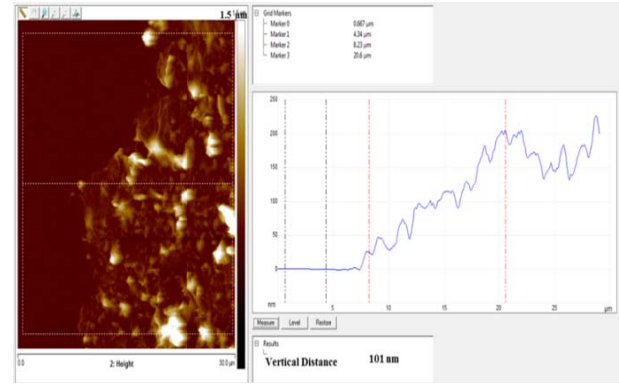 1.5 µm
0.0
2: Height
30.0 µm
Grid Markers
Marker 0 0.667 µm
Marker 1 4.34 µm
Marker 2 8.23 µm
Marker 3 20.6 µm
250
200
150
100
50
0
nm 5 10 15 20 25 µm
Measure Level Restore
Results
Vertical Distance 101 nm